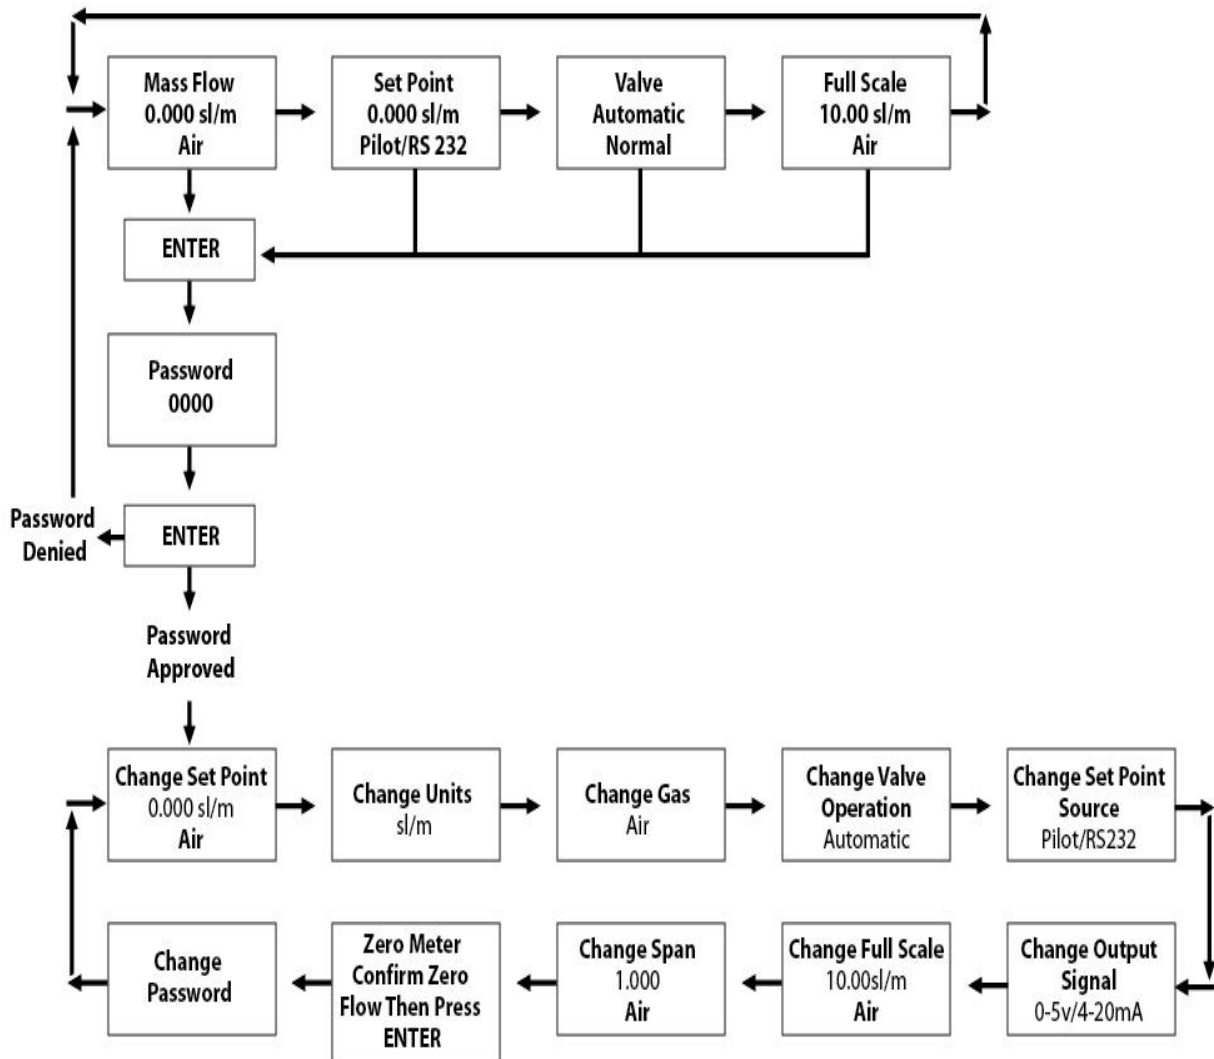 Mass Flow
0.000 sl/m
Air
Set Point
0.000 sl/m
Pilot/RS 232
Valve
Automatic
Normal
Full Scale
10.00 sl/m
Air
ENTER
Password
0000
Password
Denied
ENTER
Password
Approved
Change Set Point
0.000 sl/m
Air
Change Units
sl/m
Change Gas
Air
Change Valve
Operation
Automatic
Change Set Point
Source
Pilot/RS232
Change
Password
Zero Meter
Confirm Zero
Flow Then Press
ENTER
Change Span
1.000
Air
Change Full Scale
10.00sl/m
Air
Change Output
Signal
0-5v/4-20mA